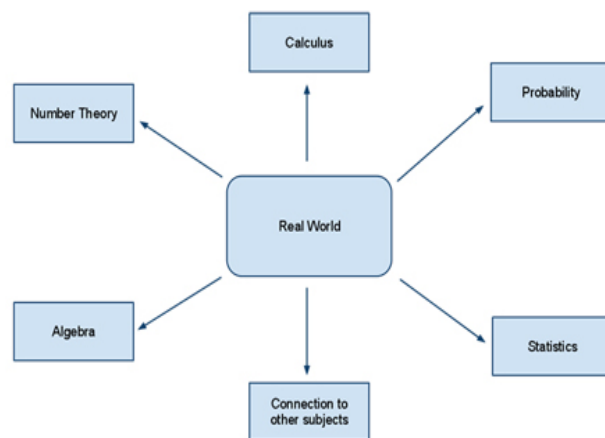 Calculus
Number Theory
Probability
Real World
Algebra
Statistics
Connection to
other subjects